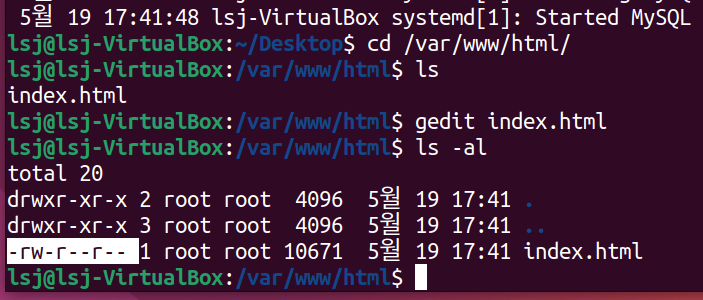 5월 19 17:41:48 lsj-VirtualBox systemd[1]: Started MySQL
lsj@lsj-VirtualBox:~/Desktop$ cd /var/www/html/
lsj@lsj-VirtualBox:/var/www/html$ ls
index.html
lsj@lsj-VirtualBox:/var/www/html$ gedit index.html
lsj@lsj-VirtualBox:/var/www/html$ ls -al
total 20
drwxr-xr-x 2 root root  4096  5월 19 17:41 .
drwxr-xr-x 3 root root  4096  5월 19 17:41 ..
-rw-r--r-- 1 root root 10671  5월 19 17:41 index.html
lsj@lsj-VirtualBox:/var/www/html$